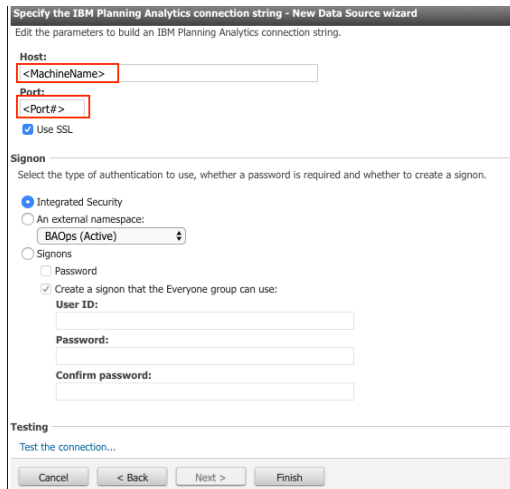 Specify the IBM Planning Analytics connection string - New Data Source wizard
Edit the parameters to build an IBM Planning Analytics connection string.
Host:
<MachineName>
Port:
<Port#>
Use SSL
Signon
Select the type of authentication to use, whether a password is required and whether to create a signon.
Integrated Security
An external namespace:
BAOps (Active)
Signons
Password
Create a signon that the Everyone group can use:
User ID:
Password:
Confirm password:
Testing
Test the connection...
Cancel < Back Next > Finish